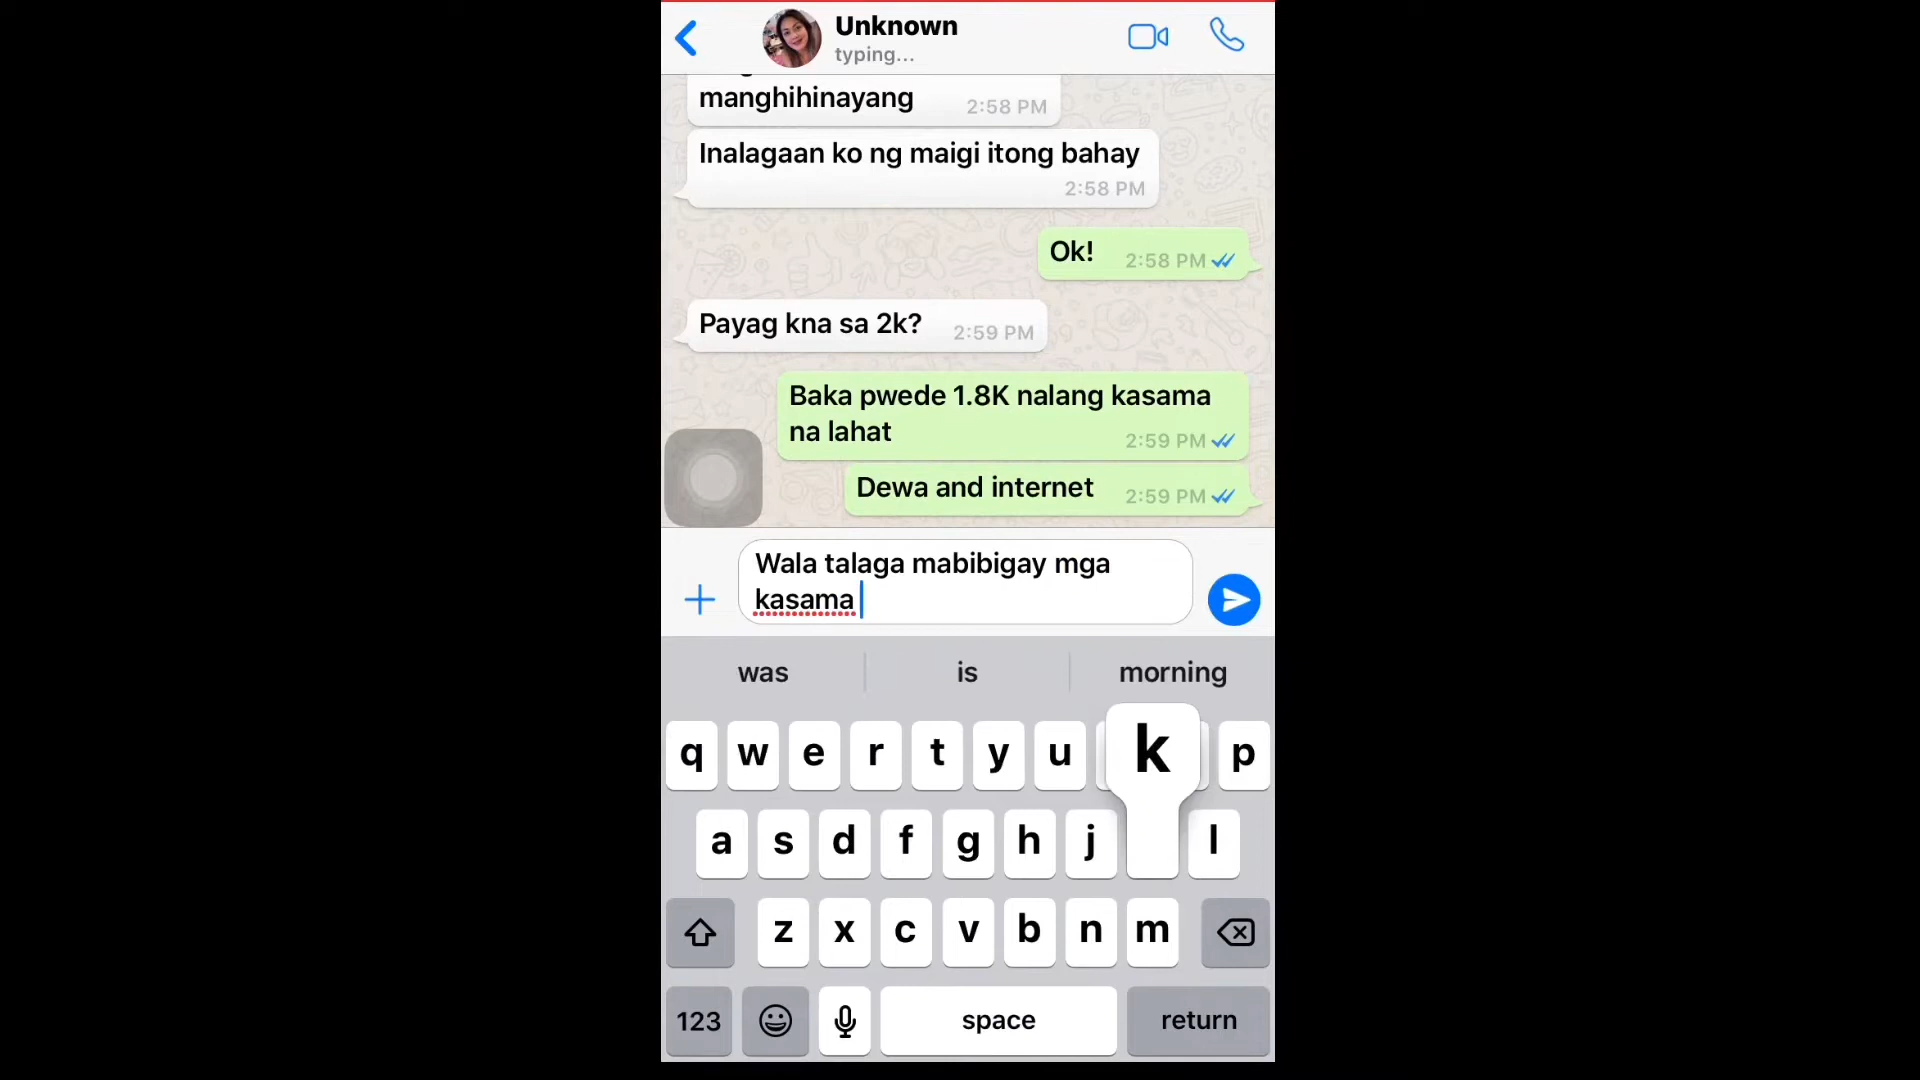 Unknown
typing...
manghihinayang 2:58 PM
Inalagaan ko ng maigi itong bahay
2:58 PM
Ok! 2:58 PM
Payag kna sa 2k? 2:59 PM
Baka pwede 1.8K nalang kasama
na lahat 2:59 PM
Dewa and internet 2:59 PM
Wala talaga mabibigay mga
kasama
was is morning
q w e r t y u k p
a s d f g h j l
z x c v b n m
123 space return